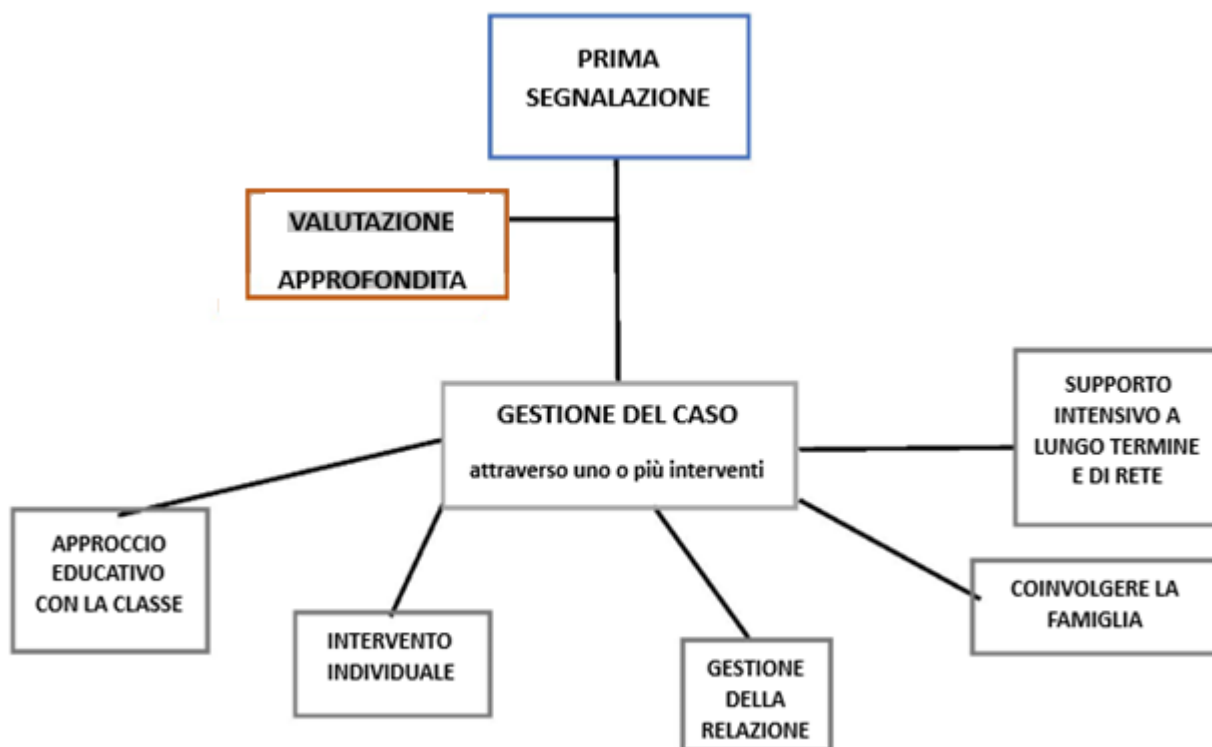 PRIMA
SEGNALAZIONE
VALUTAZIONE
APPROFONDITA
GESTIONE DEL CASO
attraverso uno o più interventi
SUPPORTO
INTENSIVO A
LUNGO TERMINE
E DI RETE
APPROCCIO
EDUCATIVO
CON LA CLASSE
INTERVENTO
INDIVIDUALE
GESTIONE
DELLA
RELAZIONE
COINVOLGERE LA
FAMIGLIA